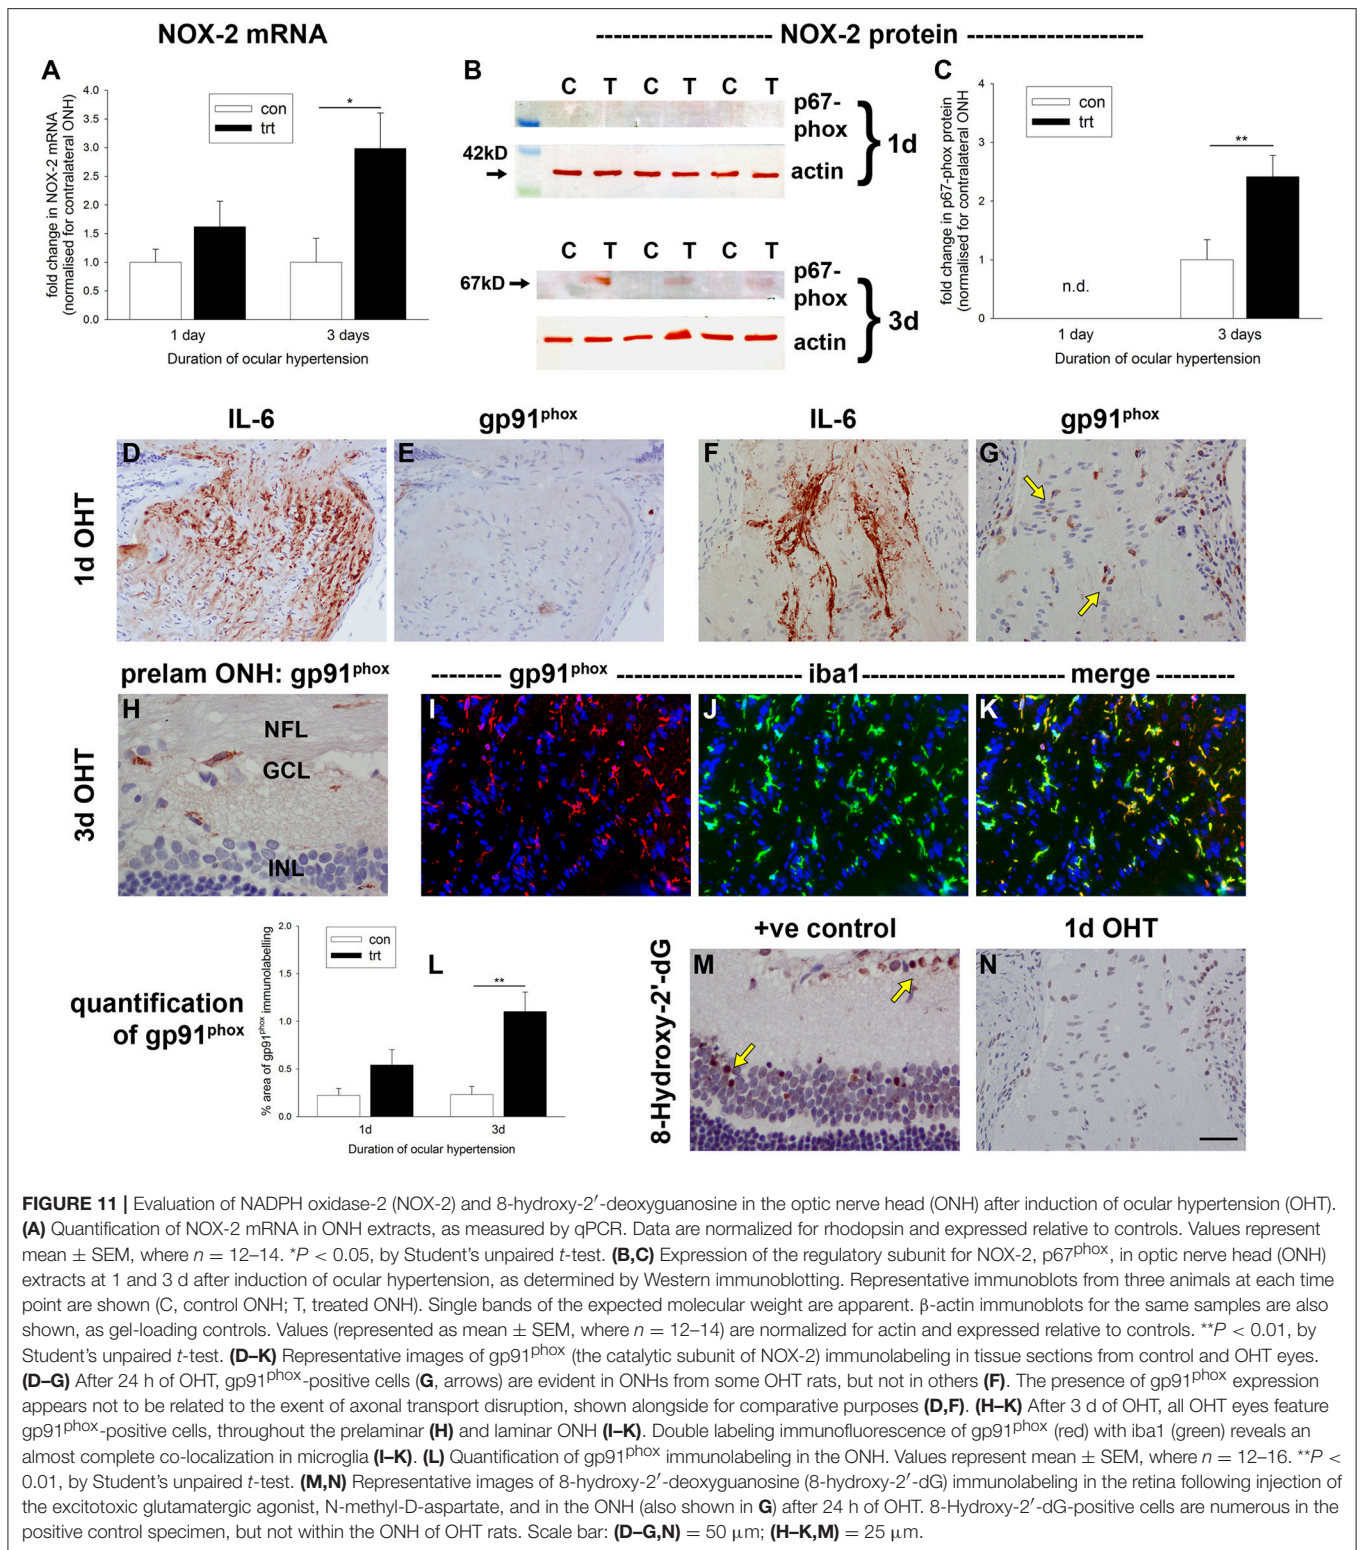 NOX-2 mRNA
-------------------- NOX-2 protein --------------------
A
4.0
3.5
3.0
2.5
2.0
1.5
1.0
0.5
0.0
fold change in NOX-2 mRNA
(normalised for contralateral ONH)
con
trt
*
1 day
3 days
Duration of ocular hypertension
B
C T C T C T
p67-
phox
42kD
actin
} 1d
C T C T C T
67kD
p67-
phox
actin
} 3d
C
4
3
2
1
0
fold change in p67-phox protein
(normalised for contralateral ONH)
con
trt
**
n.d.
1 day
3 days
Duration of ocular hypertension
IL-6
gp91phox
IL-6
gp91phox
1d OHT
D
E
F
G
prelam ONH: gp91phox
-------- gp91phox --------------------- iba1----------------------- merge ---------
3d OHT
H
NFL
GCL
INL
I
J
K
quantification
of gp91phox
2.0
1.5
1.0
0.5
0.0
% area of gp91phox immunolabelling
con
trt
L
**
1d
3d
Duration of ocular hypertension
+ve control
1d OHT
8-Hydroxy-2'-dG
M
N
FIGURE 11 | Evaluation of NADPH oxidase-2 (NOX-2) and 8-hydroxy-2′-deoxyguanosine in the optic nerve head (ONH) after induction of ocular hypertension (OHT).
(A) Quantification of NOX-2 mRNA in ONH extracts, as measured by qPCR. Data are normalized for rhodopsin and expressed relative to controls. Values represent
mean ± SEM, where n = 12–14. *P < 0.05, by Student's unpaired t-test. (B,C) Expression of the regulatory subunit for NOX-2, p67phox, in optic nerve head (ONH)
extracts at 1 and 3 d after induction of ocular hypertension, as determined by Western immunoblotting. Representative immunoblots from three animals at each time
point are shown (C, control ONH; T, treated ONH). Single bands of the expected molecular weight are apparent. β-actin immunoblots for the same samples are also
shown, as gel-loading controls. Values (represented as mean ± SEM, where n = 12–14) are normalized for actin and expressed relative to controls. **P < 0.01, by
Student's unpaired t-test. (D–K) Representative images of gp91phox (the catalytic subunit of NOX-2) immunolabeling in tissue sections from control and OHT eyes.
(D–G) After 24 h of OHT, gp91phox-positive cells (G, arrows) are evident in ONHs from some OHT rats, but not in others (F). The presence of gp91phox expression
appears not to be related to the exent of axonal transport disruption, shown alongside for comparative purposes (D,F). (H–K) After 3 d of OHT, all OHT eyes feature
gp91phox-positive cells, throughout the prelaminar (H) and laminar ONH (I–K). Double labeling immunofluorescence of gp91phox (red) with iba1 (green) reveals an
almost complete co-localization in microglia (I–K). (L) Quantification of gp91phox immunolabeling in the ONH. Values represent mean ± SEM, where n = 12–16. **P <
0.01, by Student's unpaired t-test. (M,N) Representative images of 8-hydroxy-2′-deoxyguanosine (8-hydroxy-2′-dG) immunolabeling in the retina following injection of
the excitotoxic glutamatergic agonist, N-methyl-D-aspartate, and in the ONH (also shown in G) after 24 h of OHT. 8-Hydroxy-2′-dG-positive cells are numerous in the
positive control specimen, but not within the ONH of OHT rats. Scale bar: (D–G,N) = 50 μm; (H–K,M) = 25 μm.